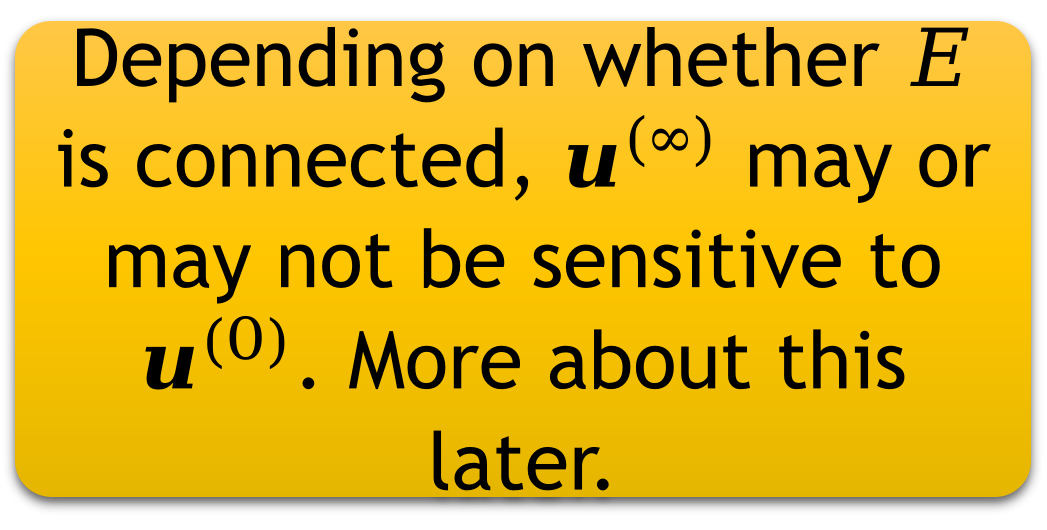 Depending on whether 𝐸
is connected, 𝒖⁽∞⁾ may or
may not be sensitive to
𝒖⁽⁰⁾. More about this
later.